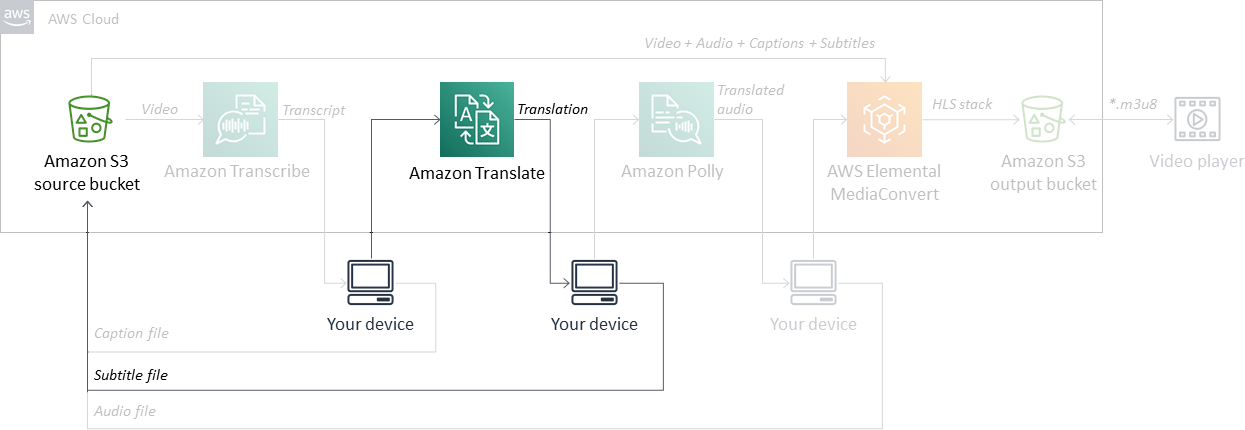 aws
AWS Cloud
Video + Audio + Captions + Subtitles
Video
Transcript
Translation
Translated
audio
HLS stack
*.m3u8
Amazon S3
source bucket
Amazon Transcribe
A
文
Amazon Translate
Amazon Polly
AWS Elemental
MediaConvert
Amazon S3
output bucket
Video player
Your device
Your device
Your device
Caption file
Subtitle file
Audio file